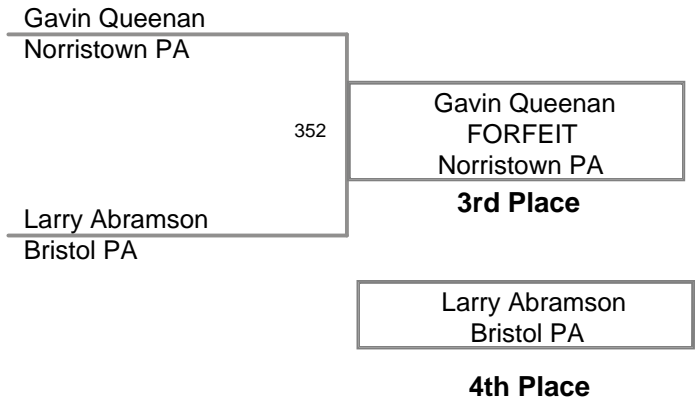 Gavin Queenan
Norristown PA
352
Gavin Queenan
FORFEIT
Norristown PA
3rd Place
Larry Abramson
Bristol PA
Larry Abramson
Bristol PA
4th Place